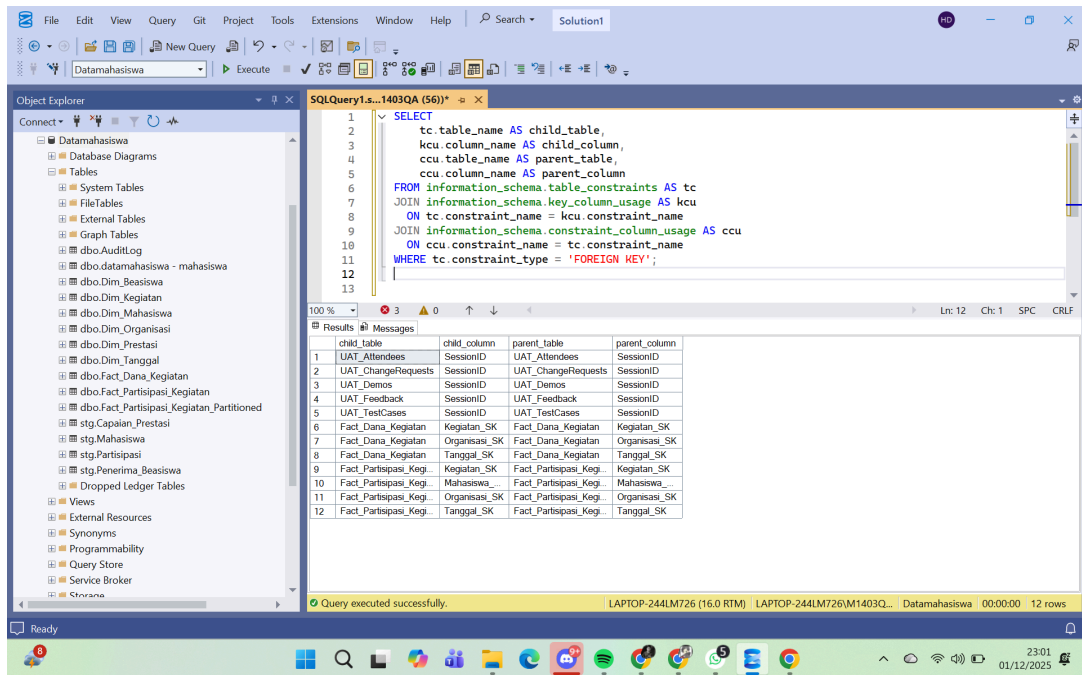 File Edit View Query Git Project Tools Extensions Window Help Search Solution1 HD
New Query
Datamahasiswa Execute
Object Explorer
Connect
Datamahasiswa
Database Diagrams
Tables
System Tables
FileTables
External Tables
Graph Tables
dbo.AuditLog
dbo.datamahasiswa - mahasiswa
dbo.Dim_Beasiswa
dbo.Dim_Kegiatan
dbo.Dim_Mahasiswa
dbo.Dim_Organisasi
dbo.Dim_Prestasi
dbo.Dim_Tanggal
dbo.Fact_Dana_Kegiatan
dbo.Fact_Partisipasi_Kegiatan
dbo.Fact_Partisipasi_Kegiatan_Partitioned
stg.Capaian_Prestasi
stg.Mahasiswa
stg.Partisipasi
stg.Penerima_Beasiswa
Dropped Ledger Tables
Views
External Resources
Synonyms
Programmability
Query Store
Service Broker
Storage
SQLQuery1.s...1403QA (56))*
1 SELECT
2 tc.table_name AS child_table,
3 kcu.column_name AS child_column,
4 ccu.table_name AS parent_table,
5 ccu.column_name AS parent_column
6 FROM information_schema.table_constraints AS tc
7 JOIN information_schema.key_column_usage AS kcu
8 ON tc.constraint_name = kcu.constraint_name
9 JOIN information_schema.constraint_column_usage AS ccu
10 ON ccu.constraint_name = tc.constraint_name
11 WHERE tc.constraint_type = 'FOREIGN KEY';
12
13
100 % 3 0 Ln: 12 Ch: 1 SPC CRLF
Results Messages
child_table child_column parent_table parent_column
1 UAT_Attendees SessionID UAT_Attendees SessionID
2 UAT_ChangeRequests SessionID UAT_ChangeRequests SessionID
3 UAT_Demos SessionID UAT_Demos SessionID
4 UAT_Feedback SessionID UAT_Feedback SessionID
5 UAT_TestCases SessionID UAT_TestCases SessionID
6 Fact_Dana_Kegiatan Kegiatan_SK Fact_Dana_Kegiatan Kegiatan_SK
7 Fact_Dana_Kegiatan Organisasi_SK Fact_Dana_Kegiatan Organisasi_SK
8 Fact_Dana_Kegiatan Tanggal_SK Fact_Dana_Kegiatan Tanggal_SK
9 Fact_Partisipasi_Kegi... Kegiatan_SK Fact_Partisipasi_Kegi... Kegiatan_SK
10 Fact_Partisipasi_Kegi... Mahasiswa_... Fact_Partisipasi_Kegi... Mahasiswa_...
11 Fact_Partisipasi_Kegi... Organisasi_SK Fact_Partisipasi_Kegi... Organisasi_SK
12 Fact_Partisipasi_Kegi... Tanggal_SK Fact_Partisipasi_Kegi... Tanggal_SK
Query executed successfully. LAPTOP-244LM726 (16.0 RTM) LAPTOP-244LM726\M1403Q... Datamahasiswa 00:00:00 12 rows
Ready
8 9+ 5 23:01
01/12/2025